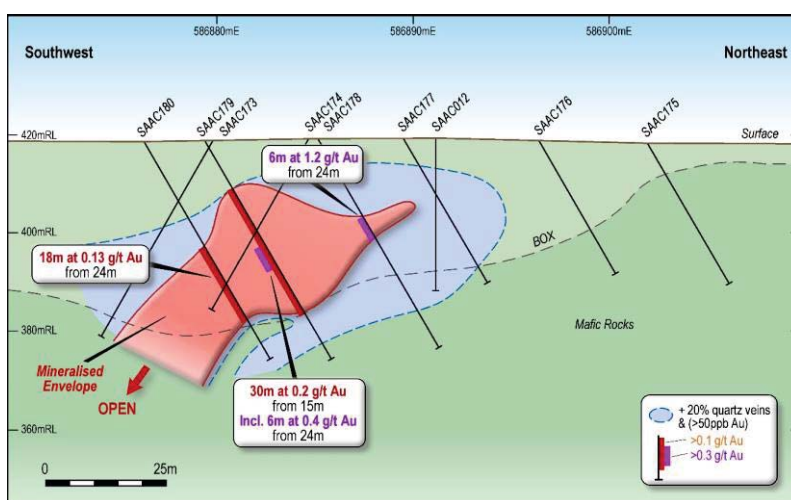 586880mE
586890mE
586900mE
Southwest
Northeast
SAAC180
SAAC179
SAAC173
SAAC174
SAAC178
SAAC177
SAAC012
SAAC176
SAAC175
420mRL
Surface
6m at 1.2 g/t Au
from 24m
400mRL
BOX
18m at 0.13 g/t Au
from 24m
380mRL
Mafic Rocks
Mineralised
Envelope
OPEN
30m at 0.2 g/t Au
from 15m
Incl. 6m at 0.4 g/t Au
from 24m
360mRL
+ 20% quartz veins
& (>50ppb Au)
>0.1 g/t Au
>0.3 g/t Au
0
25m